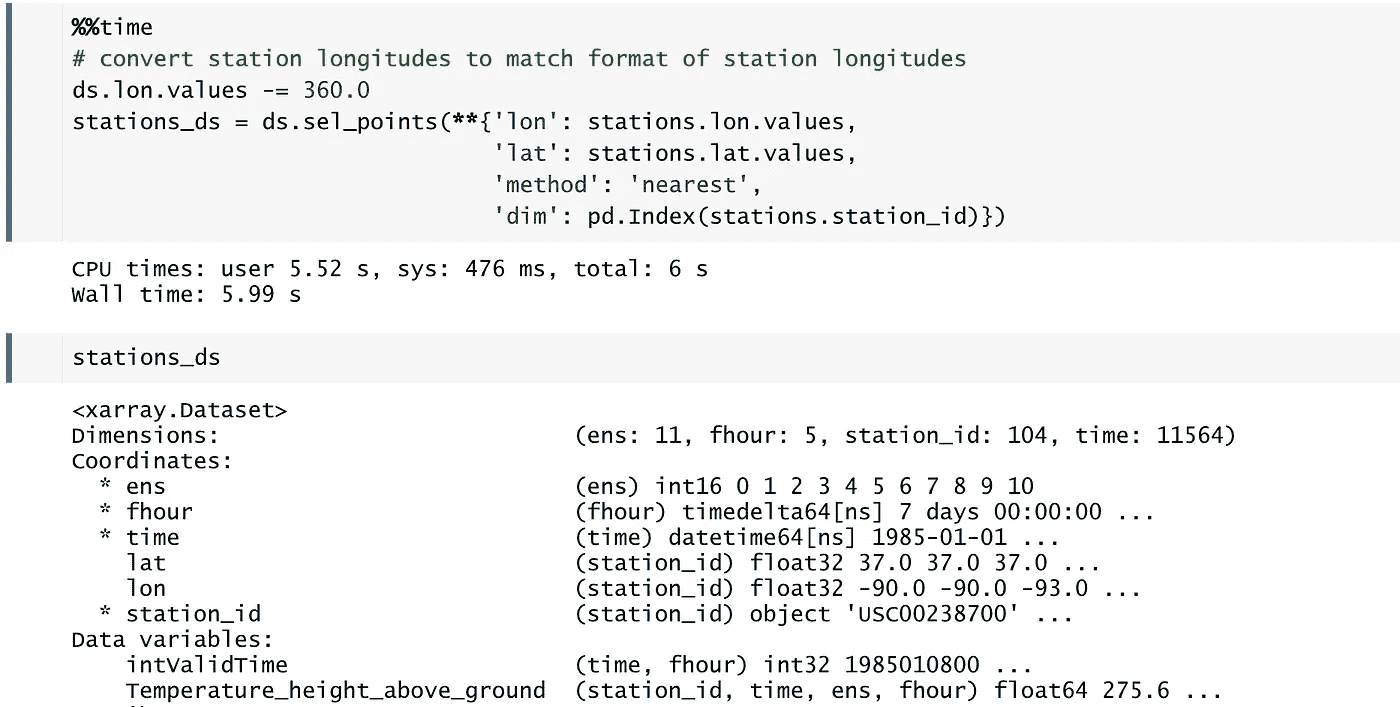 %%time
# convert station longitudes to match format of station longitudes
ds.lon.values -= 360.0
stations_ds = ds.sel_points(**{'lon': stations.lon.values,
'lat': stations.lat.values,
'method': 'nearest',
'dim': pd.Index(stations.station_id)})
CPU times: user 5.52 s, sys: 476 ms, total: 6 s
Wall time: 5.99 s
stations_ds
<xarray.Dataset>
Dimensions: (ens: 11, fhour: 5, station_id: 104, time: 11564)
Coordinates:
* ens (ens) int16 0 1 2 3 4 5 6 7 8 9 10
* fhour (fhour) timedelta64[ns] 7 days 00:00:00 ...
* time (time) datetime64[ns] 1985-01-01 ...
lat (station_id) float32 37.0 37.0 37.0 ...
lon (station_id) float32 -90.0 -90.0 -93.0 ...
* station_id (station_id) object 'USC00238700' ...
Data variables:
intValidTime (time, fhour) int32 1985010800 ...
Temperature_height_above_ground (station_id, time, ens, fhour) float64 275.6 ...